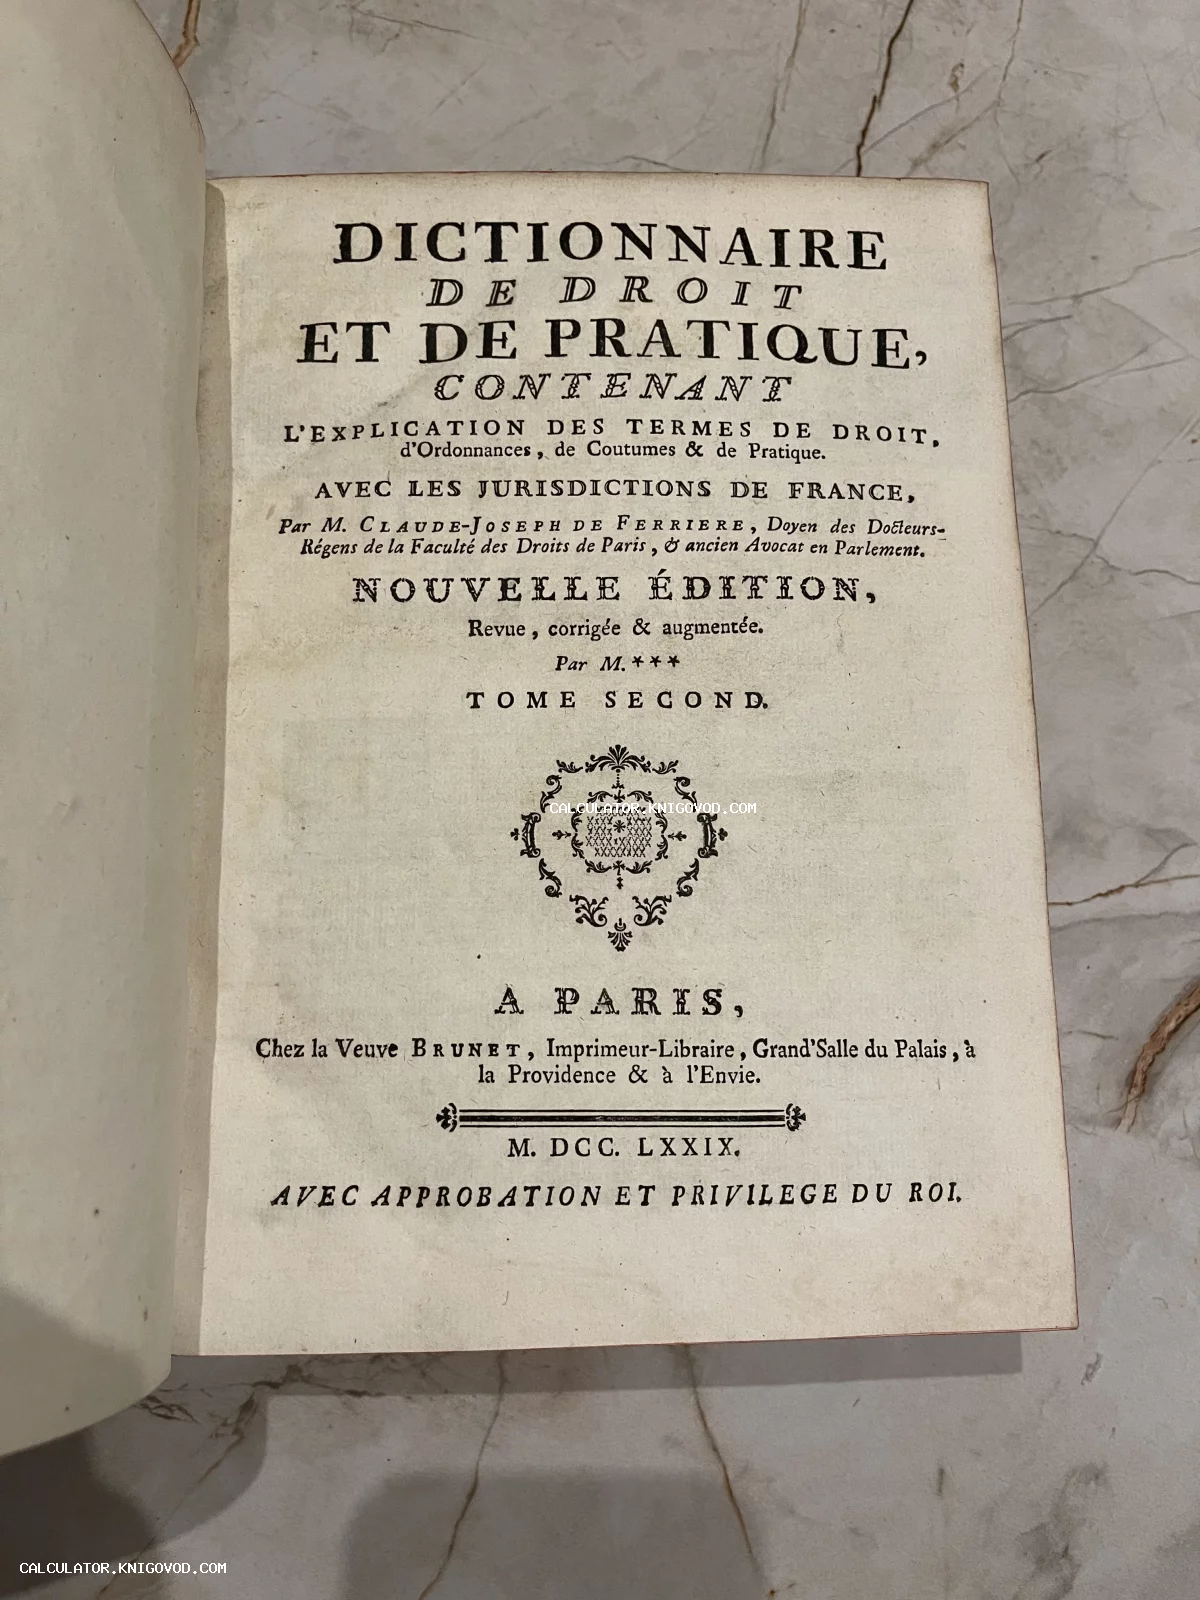 DICTIONNAIRE
DE DROIT
ET DE PRATIQUE,
CONTENANT
L'EXPLICATION DES TERMES DE DROIT,
d'Ordonnances, de Coutumes & de Pratique.
AVEC LES JURISDICTIONS DE FRANCE,
Par M. CLAUDE-JOSEPH DE FERRIERE, Doyen des Docteurs-
Régens de la Faculté des Droits de Paris, & ancien Avocat en Parlement.
NOUVELLE ÉDITION,
Revue, corrigée & augmentée.
Par M. ***
TOME SECOND.
CALCULATOR.KNIGOVOD.COM
A PARIS,
Chez la Veuve BRUNET, Imprimeur-Libraire, Grand'Salle du Palais, à
la Providence & à l'Envie.
M. DCC. LXXIX.
AVEC APPROBATION ET PRIVILEGE DU ROI.
CALCULATOR.KNIGOVOD.COM